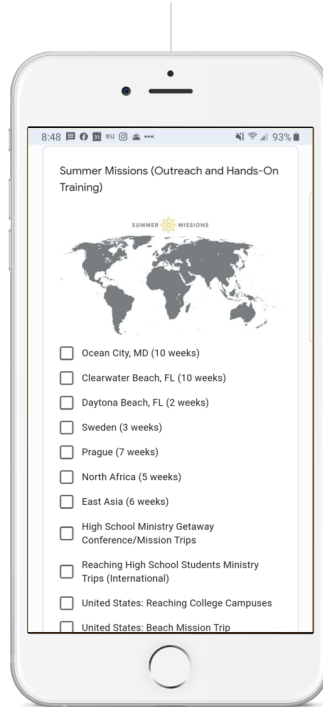 8:48
93%
Summer Missions (Outreach and Hands-On
Training)
SUMMER MISSIONS
Ocean City, MD (10 weeks)
Clearwater Beach, FL (10 weeks)
Daytona Beach, FL (2 weeks)
Sweden (3 weeks)
Prague (7 weeks)
North Africa (5 weeks)
East Asia (6 weeks)
High School Ministry Getaway
Conference/Mission Trips
Reaching High School Students Ministry
Trips (International)
United States: Reaching College Campuses
United States: Beach Mission Trip